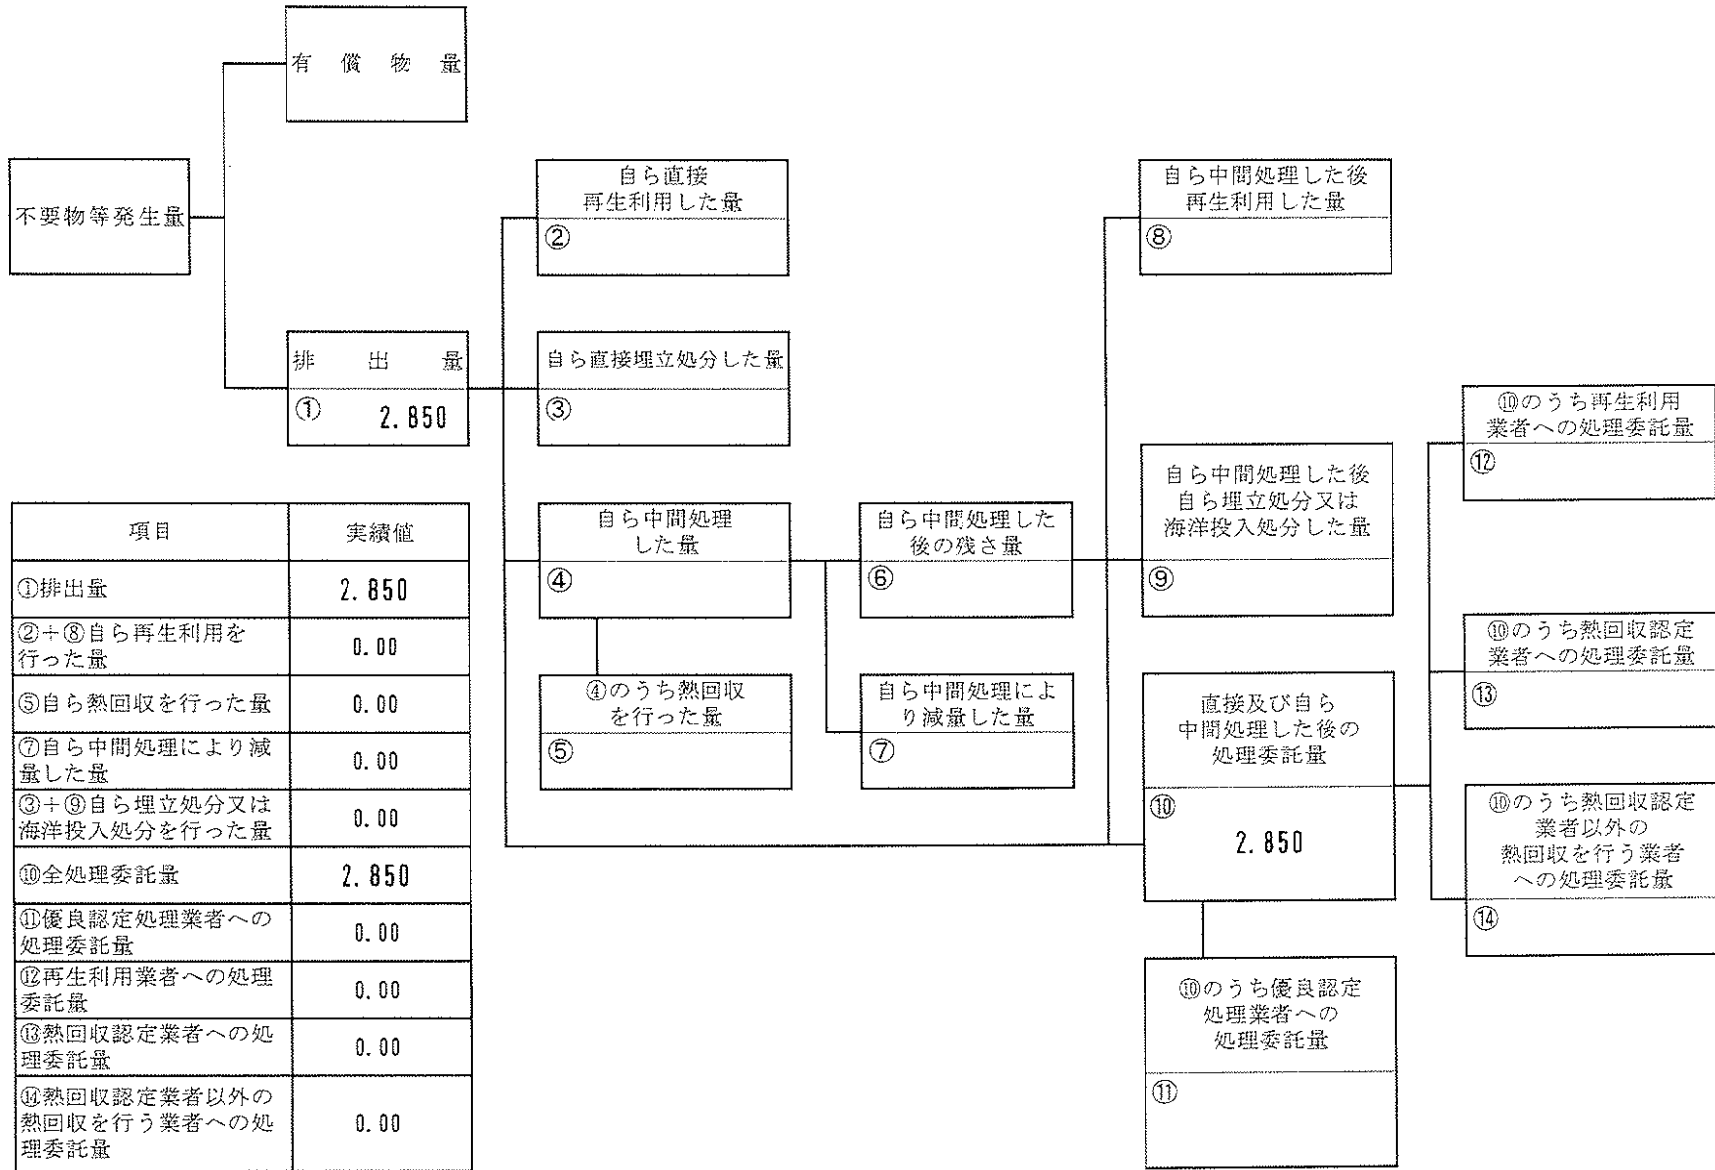 有償物量
不要物等発生量
排出量
① 2.850
自ら直接
再生利用した量
②
自ら直接埋立処分した量
③
自ら中間処理
した量
④
④のうち熱回収
を行った量
⑤
自ら中間処理した
後の残さ量
⑥
自ら中間処理によ
り減量した量
⑦
自ら中間処理した後
再生利用した量
⑧
自ら中間処理した後
自ら埋立処分又は
海洋投入処分した量
⑨
直接及び自ら
中間処理した後の
処理委託量
⑩
2.850
⑩のうち優良認定
処理業者への
処理委託量
⑪
⑩のうち再生利用
業者への処理委託量
⑫
⑩のうち熱回収認定
業者への処理委託量
⑬
⑩のうち熱回収認定
業者以外の
熱回収を行う業者
への処理委託量
⑭
項目 実績値
①排出量 2.850
②+⑧自ら再生利用を
行った量 0.00
⑤自ら熱回収を行った量 0.00
⑦自ら中間処理により減
量した量 0.00
③+⑨自ら埋立処分又は
海洋投入処分を行った量 0.00
⑩全処理委託量 2.850
⑪優良認定処理業者への
処理委託量 0.00
⑫再生利用業者への処理
委託量 0.00
⑬熱回収認定業者への処
理委託量 0.00
⑭熱回収認定業者以外の
熱回収を行う業者への処
理委託量 0.00